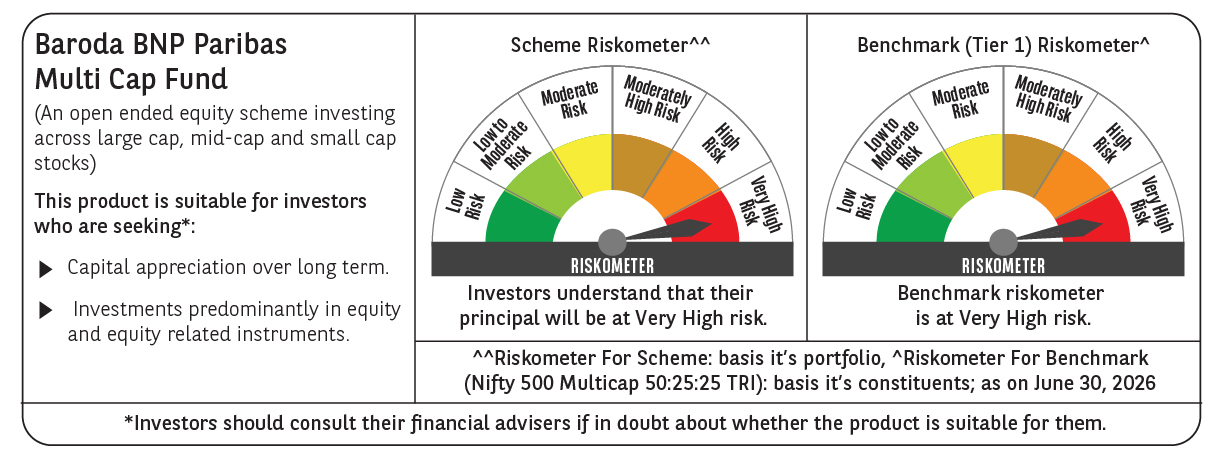 Baroda BNP Paribas
Multi Cap Fund
(An open ended equity scheme investing
across large cap, mid-cap and small cap
stocks)
This product is suitable for investors
who are seeking*:
Capital appreciation over long term.
Investments predominantly in equity
and equity related instruments.
Scheme Riskometer^^
Low
Risk
Low to
Moderate
Risk
Moderate
Risk
Moderately
High Risk
High
Risk
Very High
Risk
RISKOMETER
Investors understand that their
principal will be at Very High risk.
Benchmark (Tier 1) Riskometer^
Low
Risk
Low to
Moderate
Risk
Moderate
Risk
Moderately
High Risk
High
Risk
Very High
Risk
RISKOMETER
Benchmark riskometer
is at Very High risk.
^^Riskometer For Scheme: basis it's portfolio, ^Riskometer For Benchmark
(Nifty 500 Multicap 50:25:25 TRI): basis it's constituents; as on June 30, 2026
*Investors should consult their financial advisers if in doubt about whether the product is suitable for them.